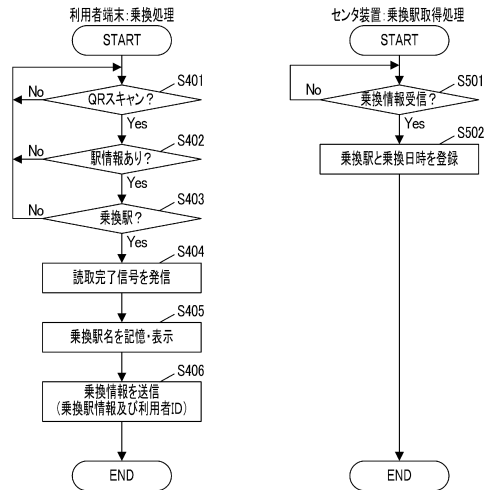 利用者端末:乗換処理
START
S401
QRスキャン?
No
Yes
S402
駅情報あり?
No
Yes
S403
乗換駅?
No
Yes
S404
読取完了信号を発信
S405
乗換駅名を記憶・表示
S406
乗換情報を送信
(乗換駅情報及び利用者ID)
END
センタ装置:乗換駅取得処理
START
S501
乗換情報受信?
No
Yes
S502
乗換駅と乗換日時を登録
END